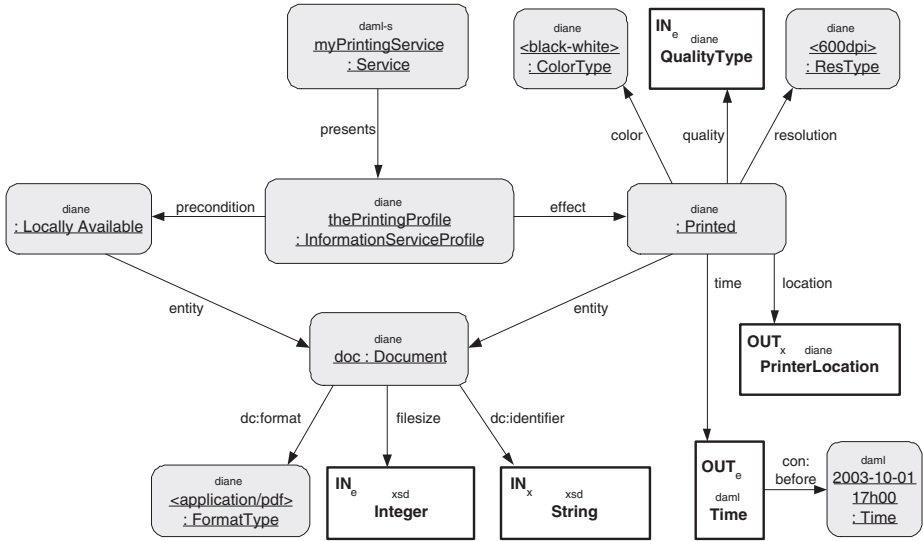 daml-s
myPrintingService
: Service
diane
<black-white>
: ColorType
IN e
diane
QualityType
diane
<600dpi>
: ResType
presents
color
quality
resolution
diane
: Locally Available
precondition
diane
thePrintingProfile
: InformationServiceProfile
effect
diane
: Printed
entity
entity
time
location
diane
doc : Document
OUT x diane
PrinterLocation
dc:format
filesize
dc:identifier
diane
<application/pdf>
: FormatType
IN e
xsd
Integer
IN x
xsd
String
OUT e
daml
Time
con:
before
daml
2003-10-01
17h00
: Time